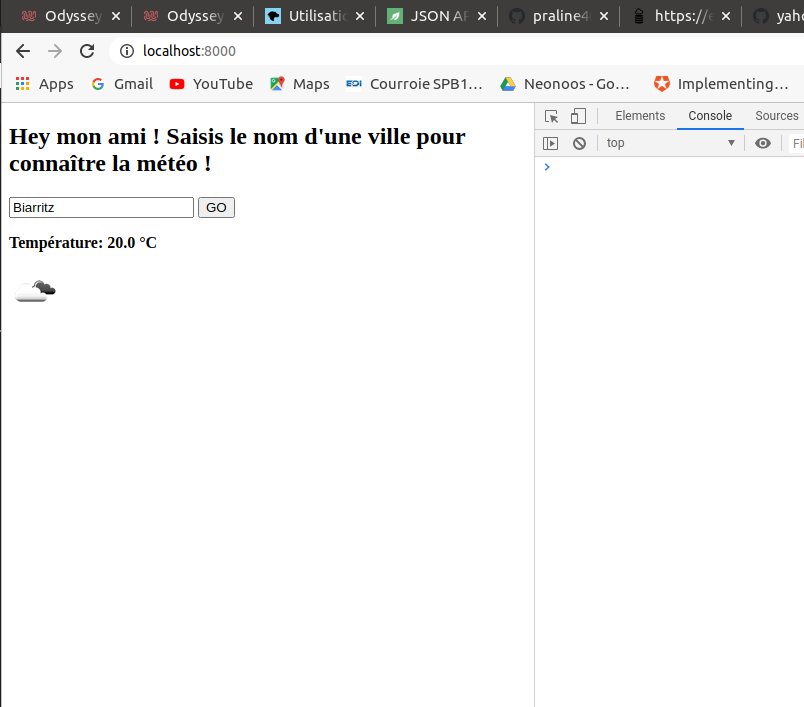 Odyssey Odyssey Utilisatio JSON AP praline4 https://e yaho
localhost:8000
Apps Gmail YouTube Maps EDI Courroie SPB1... Neonoos - Go... Implementing...
Elements Console Sources
top Fil
Hey mon ami ! Saisis le nom d'une ville pour
connaître la météo !
Biarritz GO
Température: 20.0 °C